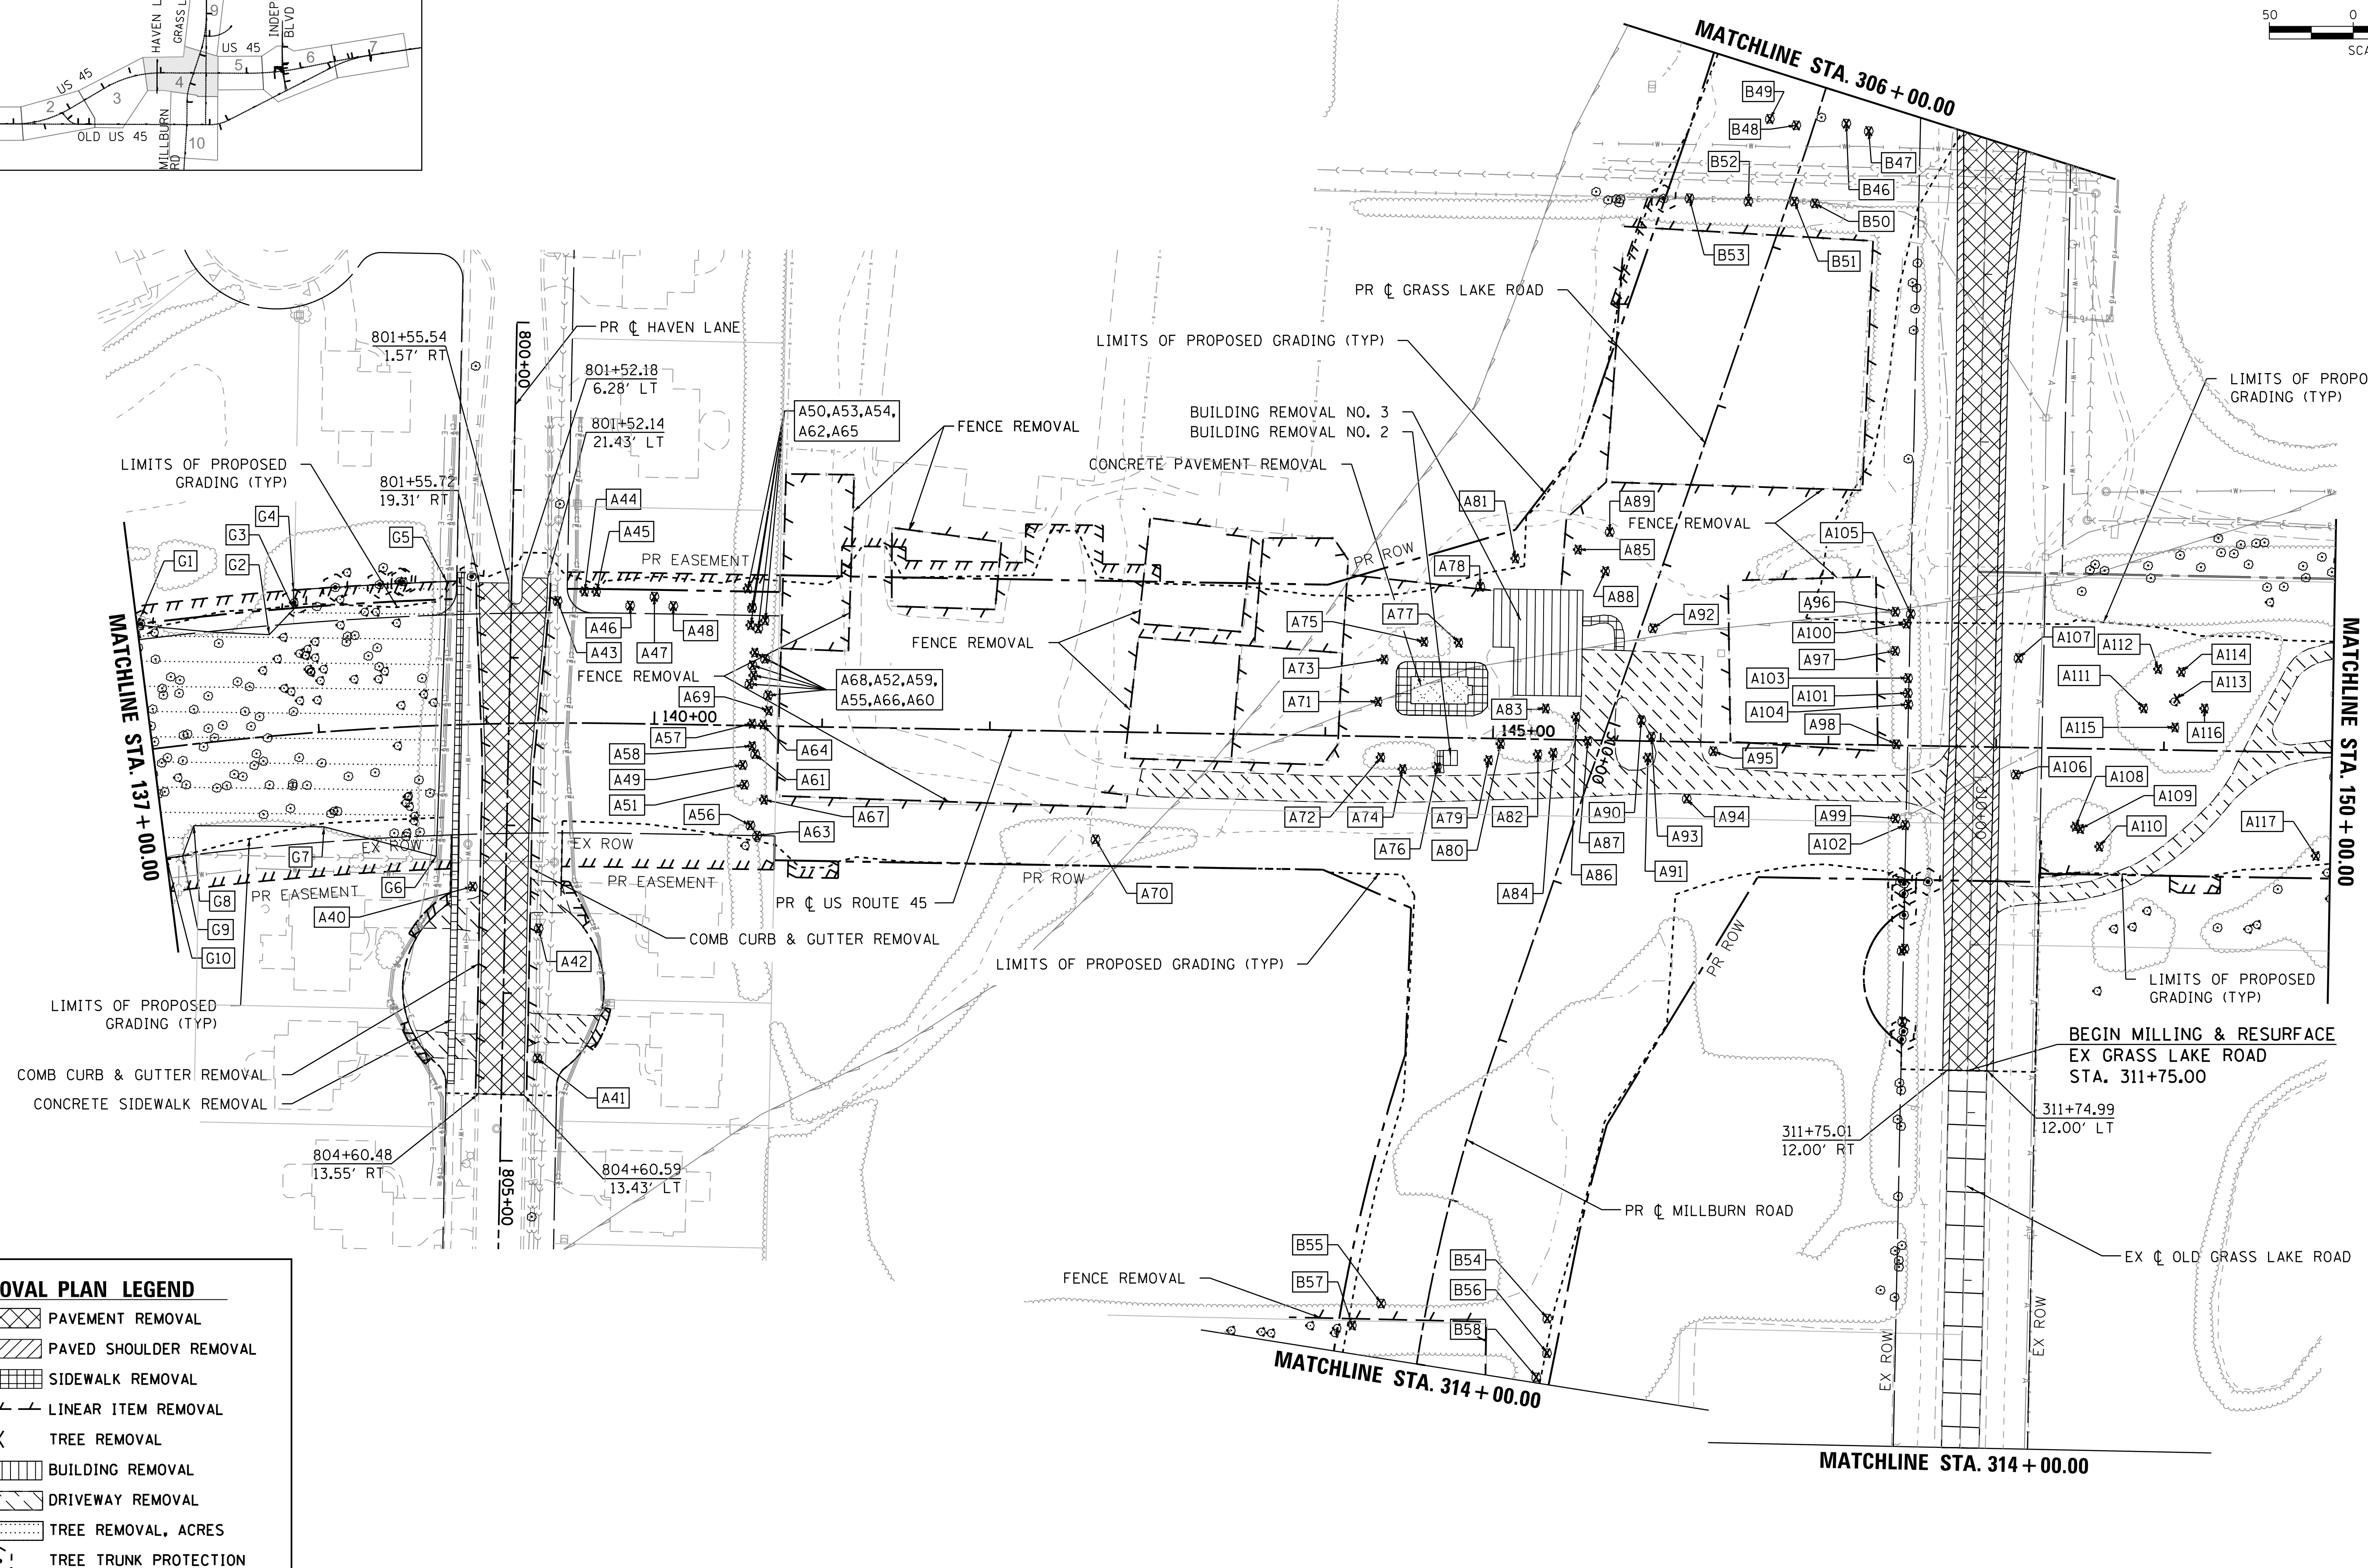 HAVEN L
GRASS L
9
INDEP
BLVD
US 45
7
6
5
4
US 45
3
2
OLD US 45
MILLBURN
RD
10
50
0
SCA
MATCHLINE STA. 306+00.00
B49
B48
B52
B47
B46
B50
B53
B51
PR ℄ GRASS LAKE ROAD
LIMITS OF PROPOSED GRADING (TYP)
801+55.54
1.57' RT
800+00
PR ℄ HAVEN LANE
801+52.18
6.28' LT
801+52.14
21.43' LT
A50,A53,A54,
A62,A65
FENCE REMOVAL
BUILDING REMOVAL NO. 3
BUILDING REMOVAL NO. 2
CONCRETE PAVEMENT REMOVAL
LIMITS OF PROPO
GRADING (TYP)
LIMITS OF PROPOSED
GRADING (TYP)
801+55.72
19.31' RT
A44
A45
A81
A89
FENCE REMOVAL
A105
G4
G3
G5
G1
G2
PR EASEMENT
PR ROW
A85
A78
A88
A96
A46
A48
A43
A47
A75
A77
A92
A100
A107
A112
A114
FENCE REMOVAL
FENCE REMOVAL
A73
A97
A111
A113
A68,A52,A59,
A55,A66,A60
A69
A71
A83
A103
A101
A104
A98
A115
A116
MATCHLINE STA. 137+00.00
MATCHLINE STA. 150+00.00
140+00
145+00
310+00
310+00
A57
A58
A64
A49
A61
A51
A95
A106
A108
A109
A110
A56
A63
A67
A72
A74
A79
A82
A90
A94
A99
A117
A76
A80
A87
A93
A102
G7
EX ROW
EX ROW
G6
G8
PR EASEMENT
PR EASEMENT
PR ROW
A70
A84
A86
A91
A40
G9
G10
PR ℄ US ROUTE 45
A42
COMB CURB & GUTTER REMOVAL
LIMITS OF PROPOSED GRADING (TYP)
PR ROW
LIMITS OF PROPOSED
GRADING (TYP)
LIMITS OF PROPOSED
GRADING (TYP)
BEGIN MILLING & RESURFACE
EX GRASS LAKE ROAD
STA. 311+75.00
COMB CURB & GUTTER REMOVAL
CONCRETE SIDEWALK REMOVAL
A41
311+74.99
12.00' LT
311+75.01
12.00' RT
804+60.48
13.55' RT
805+00
804+60.59
13.43' LT
PR ℄ MILLBURN ROAD
B55
B54
FENCE REMOVAL
B57
B56
B58
EX ℄ OLD GRASS LAKE ROAD
EX ROW
EX ROW
MATCHLINE STA. 314+00.00
MATCHLINE STA. 314+00.00
OVAL PLAN LEGEND
PAVEMENT REMOVAL
PAVED SHOULDER REMOVAL
SIDEWALK REMOVAL
LINEAR ITEM REMOVAL
TREE REMOVAL
BUILDING REMOVAL
DRIVEWAY REMOVAL
TREE REMOVAL, ACRES
TREE TRUNK PROTECTION